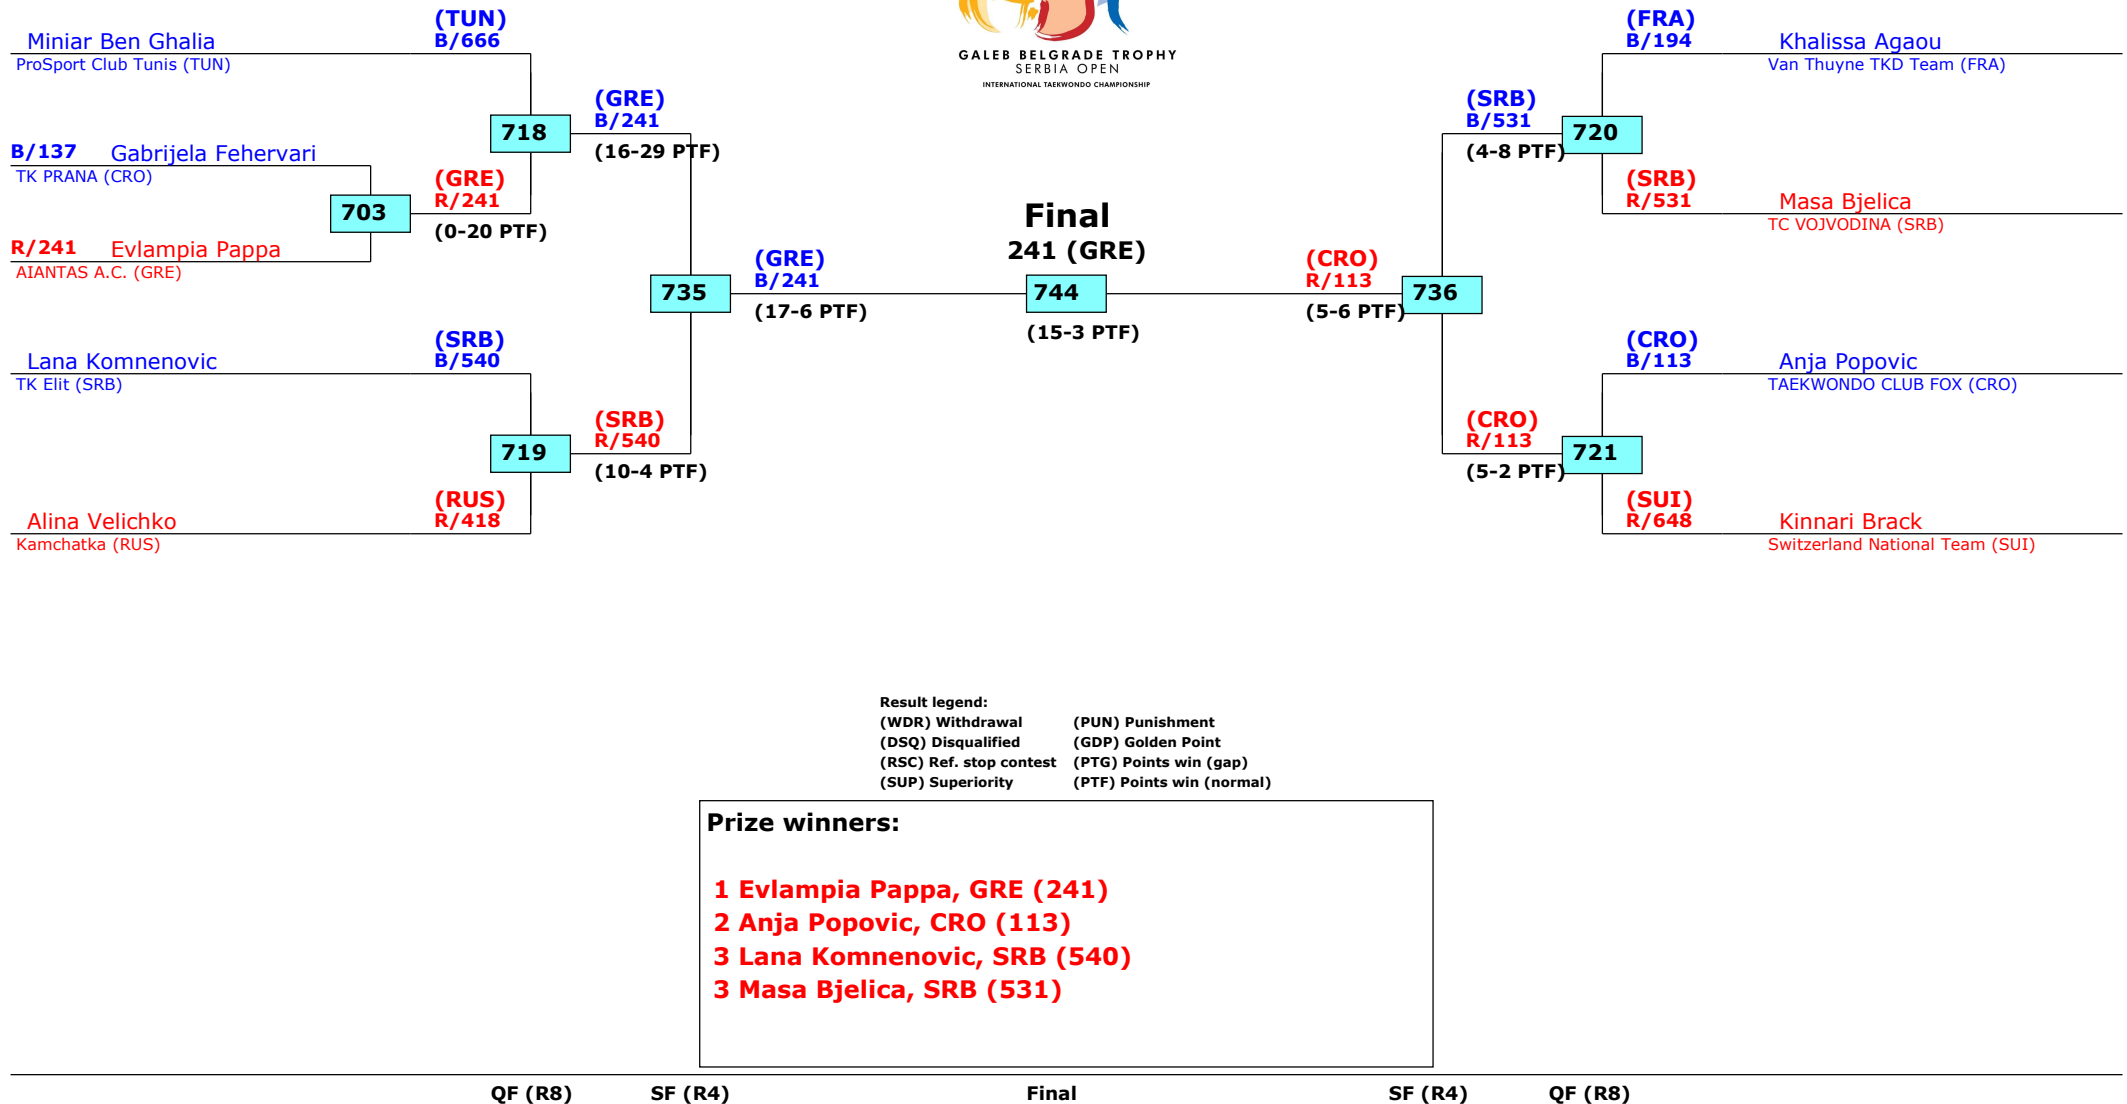 GALEB BELGRADE TROPHY
SERBIA OPEN
INTERNATIONAL TAEKWONDO CHAMPIONSHIP
(TUN)
B/666
Miniar Ben Ghalia
ProSport Club Tunis (TUN)
B/137 Gabrijela Fehervari
TK PRANA (CRO)
703
R/241 Evlampia Pappa
AIANTAS A.C. (GRE)
(GRE)
R/241
(0-20 PTF)
718
(GRE)
B/241
(16-29 PTF)
Lana Komnenovic
TK Elit (SRB)
(SRB)
B/540
719
(SRB)
R/540
(10-4 PTF)
Alina Velichko
Kamchatka (RUS)
(RUS)
R/418
735
(GRE)
B/241
(17-6 PTF)
Final
241 (GRE)
744
(15-3 PTF)
(CRO)
R/113
(5-6 PTF)
736
(SRB)
B/531
(4-8 PTF)
720
(FRA)
B/194
Khalissa Agaou
Van Thuyne TKD Team (FRA)
(SRB)
R/531
Masa Bjelica
TC VOJVODINA (SRB)
(CRO)
R/113
(5-2 PTF)
721
(CRO)
B/113
Anja Popovic
TAEKWONDO CLUB FOX (CRO)
(SUI)
R/648
Kinnari Brack
Switzerland National Team (SUI)
Result legend:
(WDR) Withdrawal (PUN) Punishment
(DSQ) Disqualified (GDP) Golden Point
(RSC) Ref. stop contest (PTG) Points win (gap)
(SUP) Superiority (PTF) Points win (normal)
Prize winners:
1 Evlampia Pappa, GRE (241)
2 Anja Popovic, CRO (113)
3 Lana Komnenovic, SRB (540)
3 Masa Bjelica, SRB (531)
QF (R8) SF (R4) Final SF (R4) QF (R8)